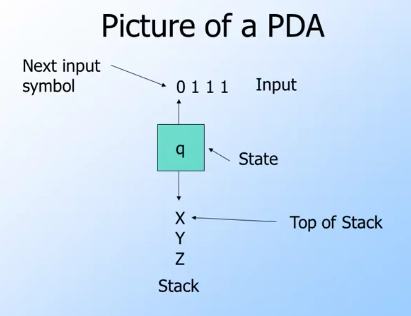 Picture of a PDA
Next input
symbol
0 1 1 1
Input
q
State
X
Top of Stack
Y
Z
Stack